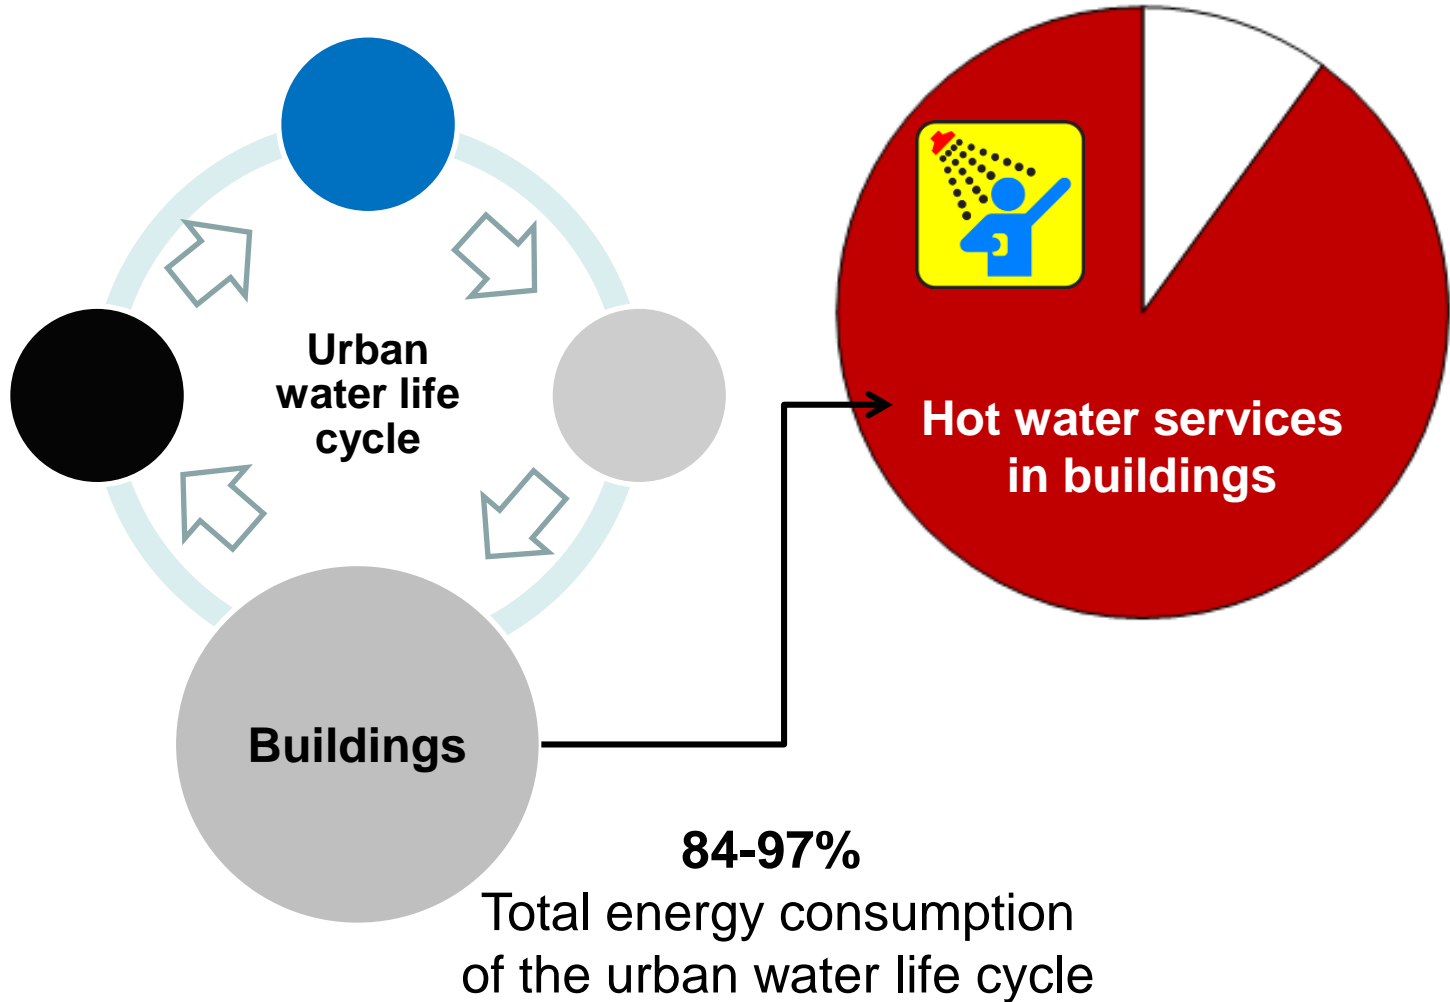 Urban
water life
cycle
Hot water services
in buildings
Buildings
84-97%
Total energy consumption
of the urban water life cycle